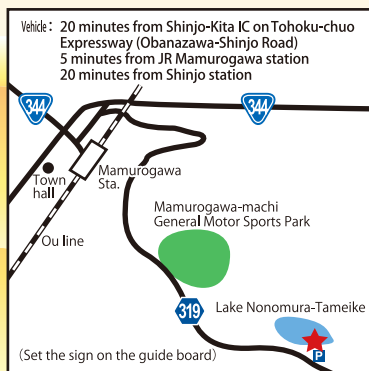 Vehicle: 20 minutes from Shinjo-Kita IC on Tohoku-chuo
Expressway (Obanazawa-Shinjo Road)
5 minutes from JR Mamurogawa station
20 minutes from Shinjo station
344
344
Town
hall
Mamurogawa
Sta.
Mamurogawa-machi
General Motor Sports Park
Ou line
319
Lake Nonomura-Tameike
P
(Set the sign on the guide board)